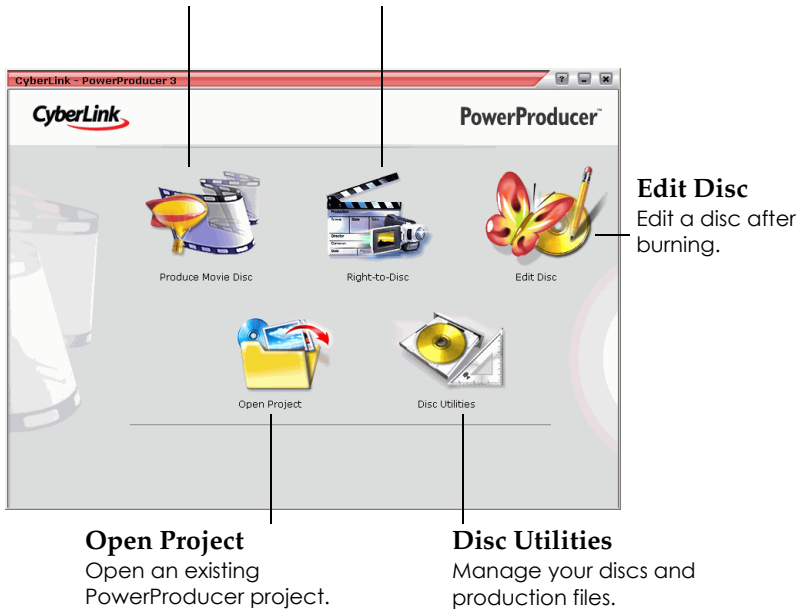 CyberLink - PowerProducer 3
CyberLink
PowerProducer™
Produce Movie Disc
Right-to-Disc
Edit Disc
Edit Disc
Edit a disc after
burning.
Open Project
Disc Utilities
Open Project
Open an existing
PowerProducer project.
Disc Utilities
Manage your discs and
production files.